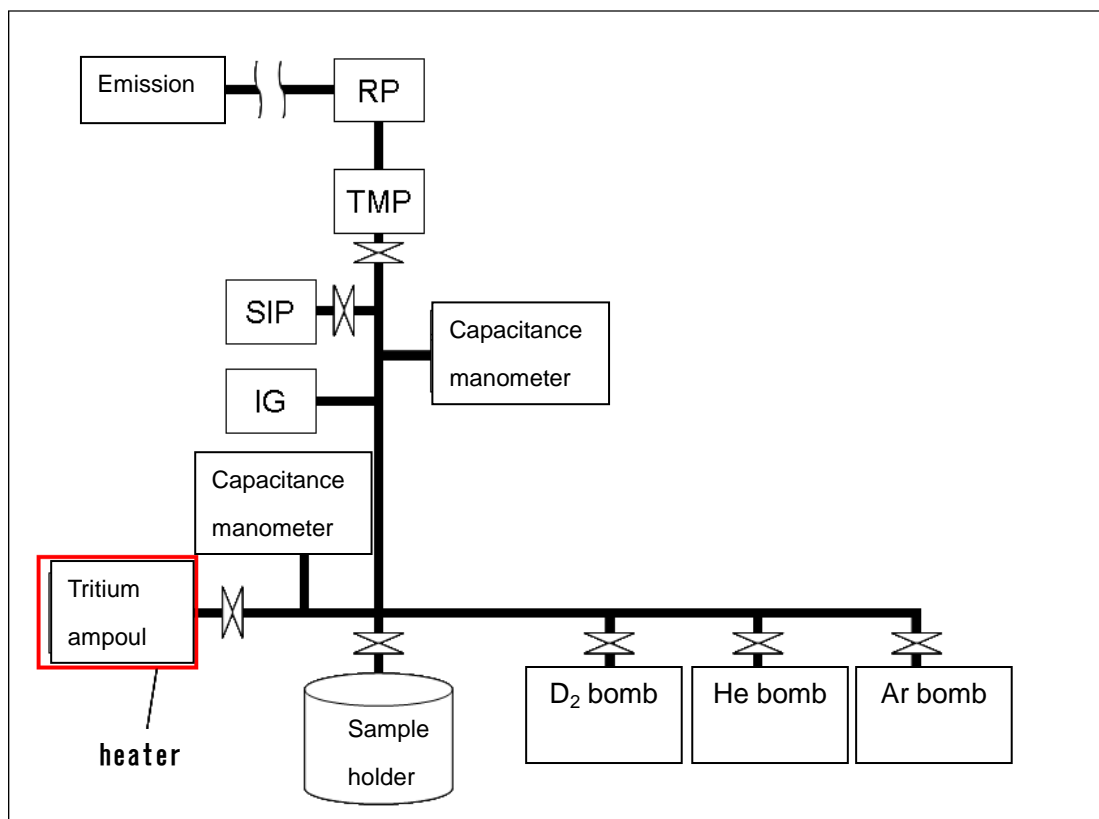 Emission
RP
TMP
SIP
Capacitance
manometer
IG
Capacitance
manometer
Tritium
ampoul
heater
Sample
holder
D₂ bomb
He bomb
Ar bomb